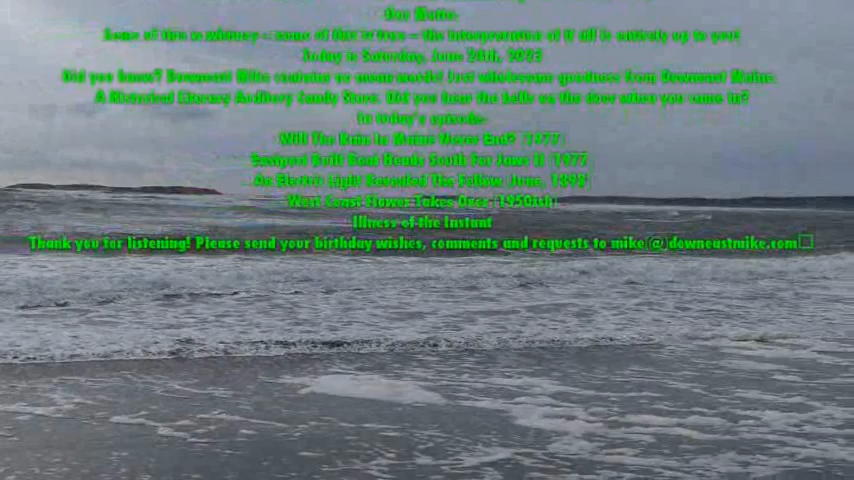 Our Motto:
Some of this is whimsy - some of this is true - the interpretation of it all is entirely up to you!
Today is Saturday, June 24th, 2023
Did you know? Downeast Mike contains no mean words! Just wholesome goodness from Downeast Maine.
A Historical Literary Auditory Candy Store. Did you hear the bells on the door when you came in?
In today's episode:
Will The Rain In Maine Never End? (1977)
Eastport Built Boat Heads South For Jaws II (1977)
An Electric Light Revealed The Fellow June, 1898)
West Coast Flower Takes Over (1950ish)
Illness of the Instant
Thank you for listening! Please send your birthday wishes, comments and requests to mike(@)downeastmike.com